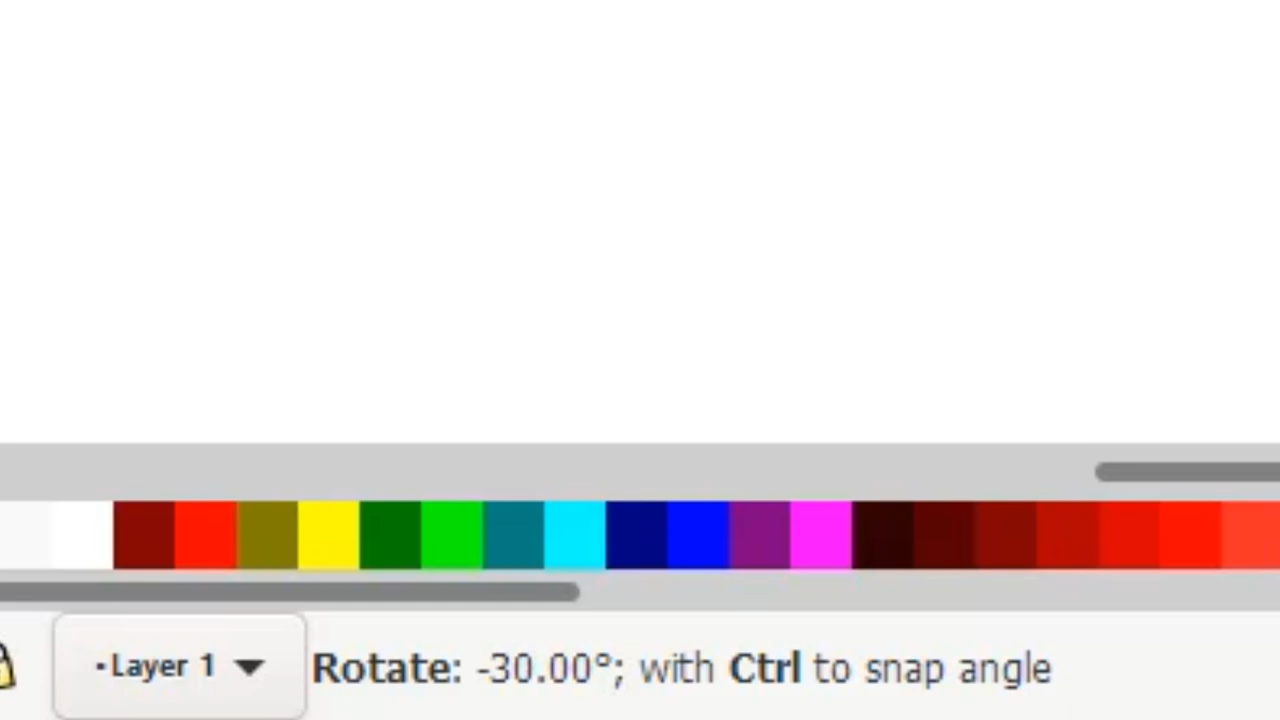 •Layer 1
Rotate: -30.00°; with Ctrl to snap angle